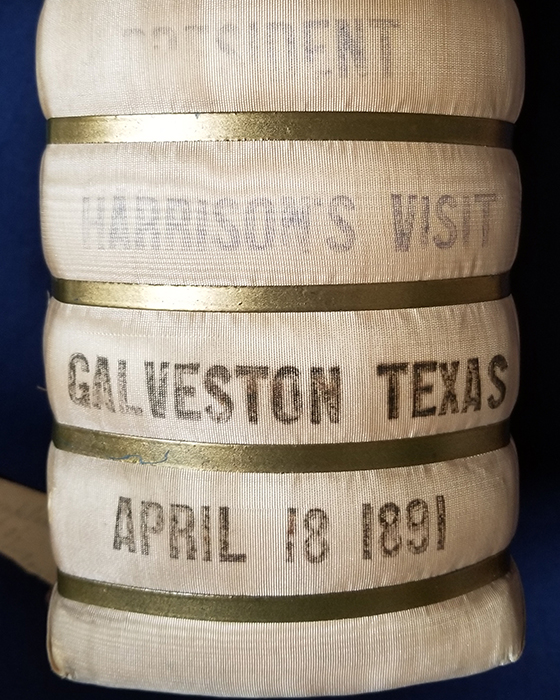 PRESIDENT
HARRISON'S VISIT
GALVESTON TEXAS
APRIL 18 1891